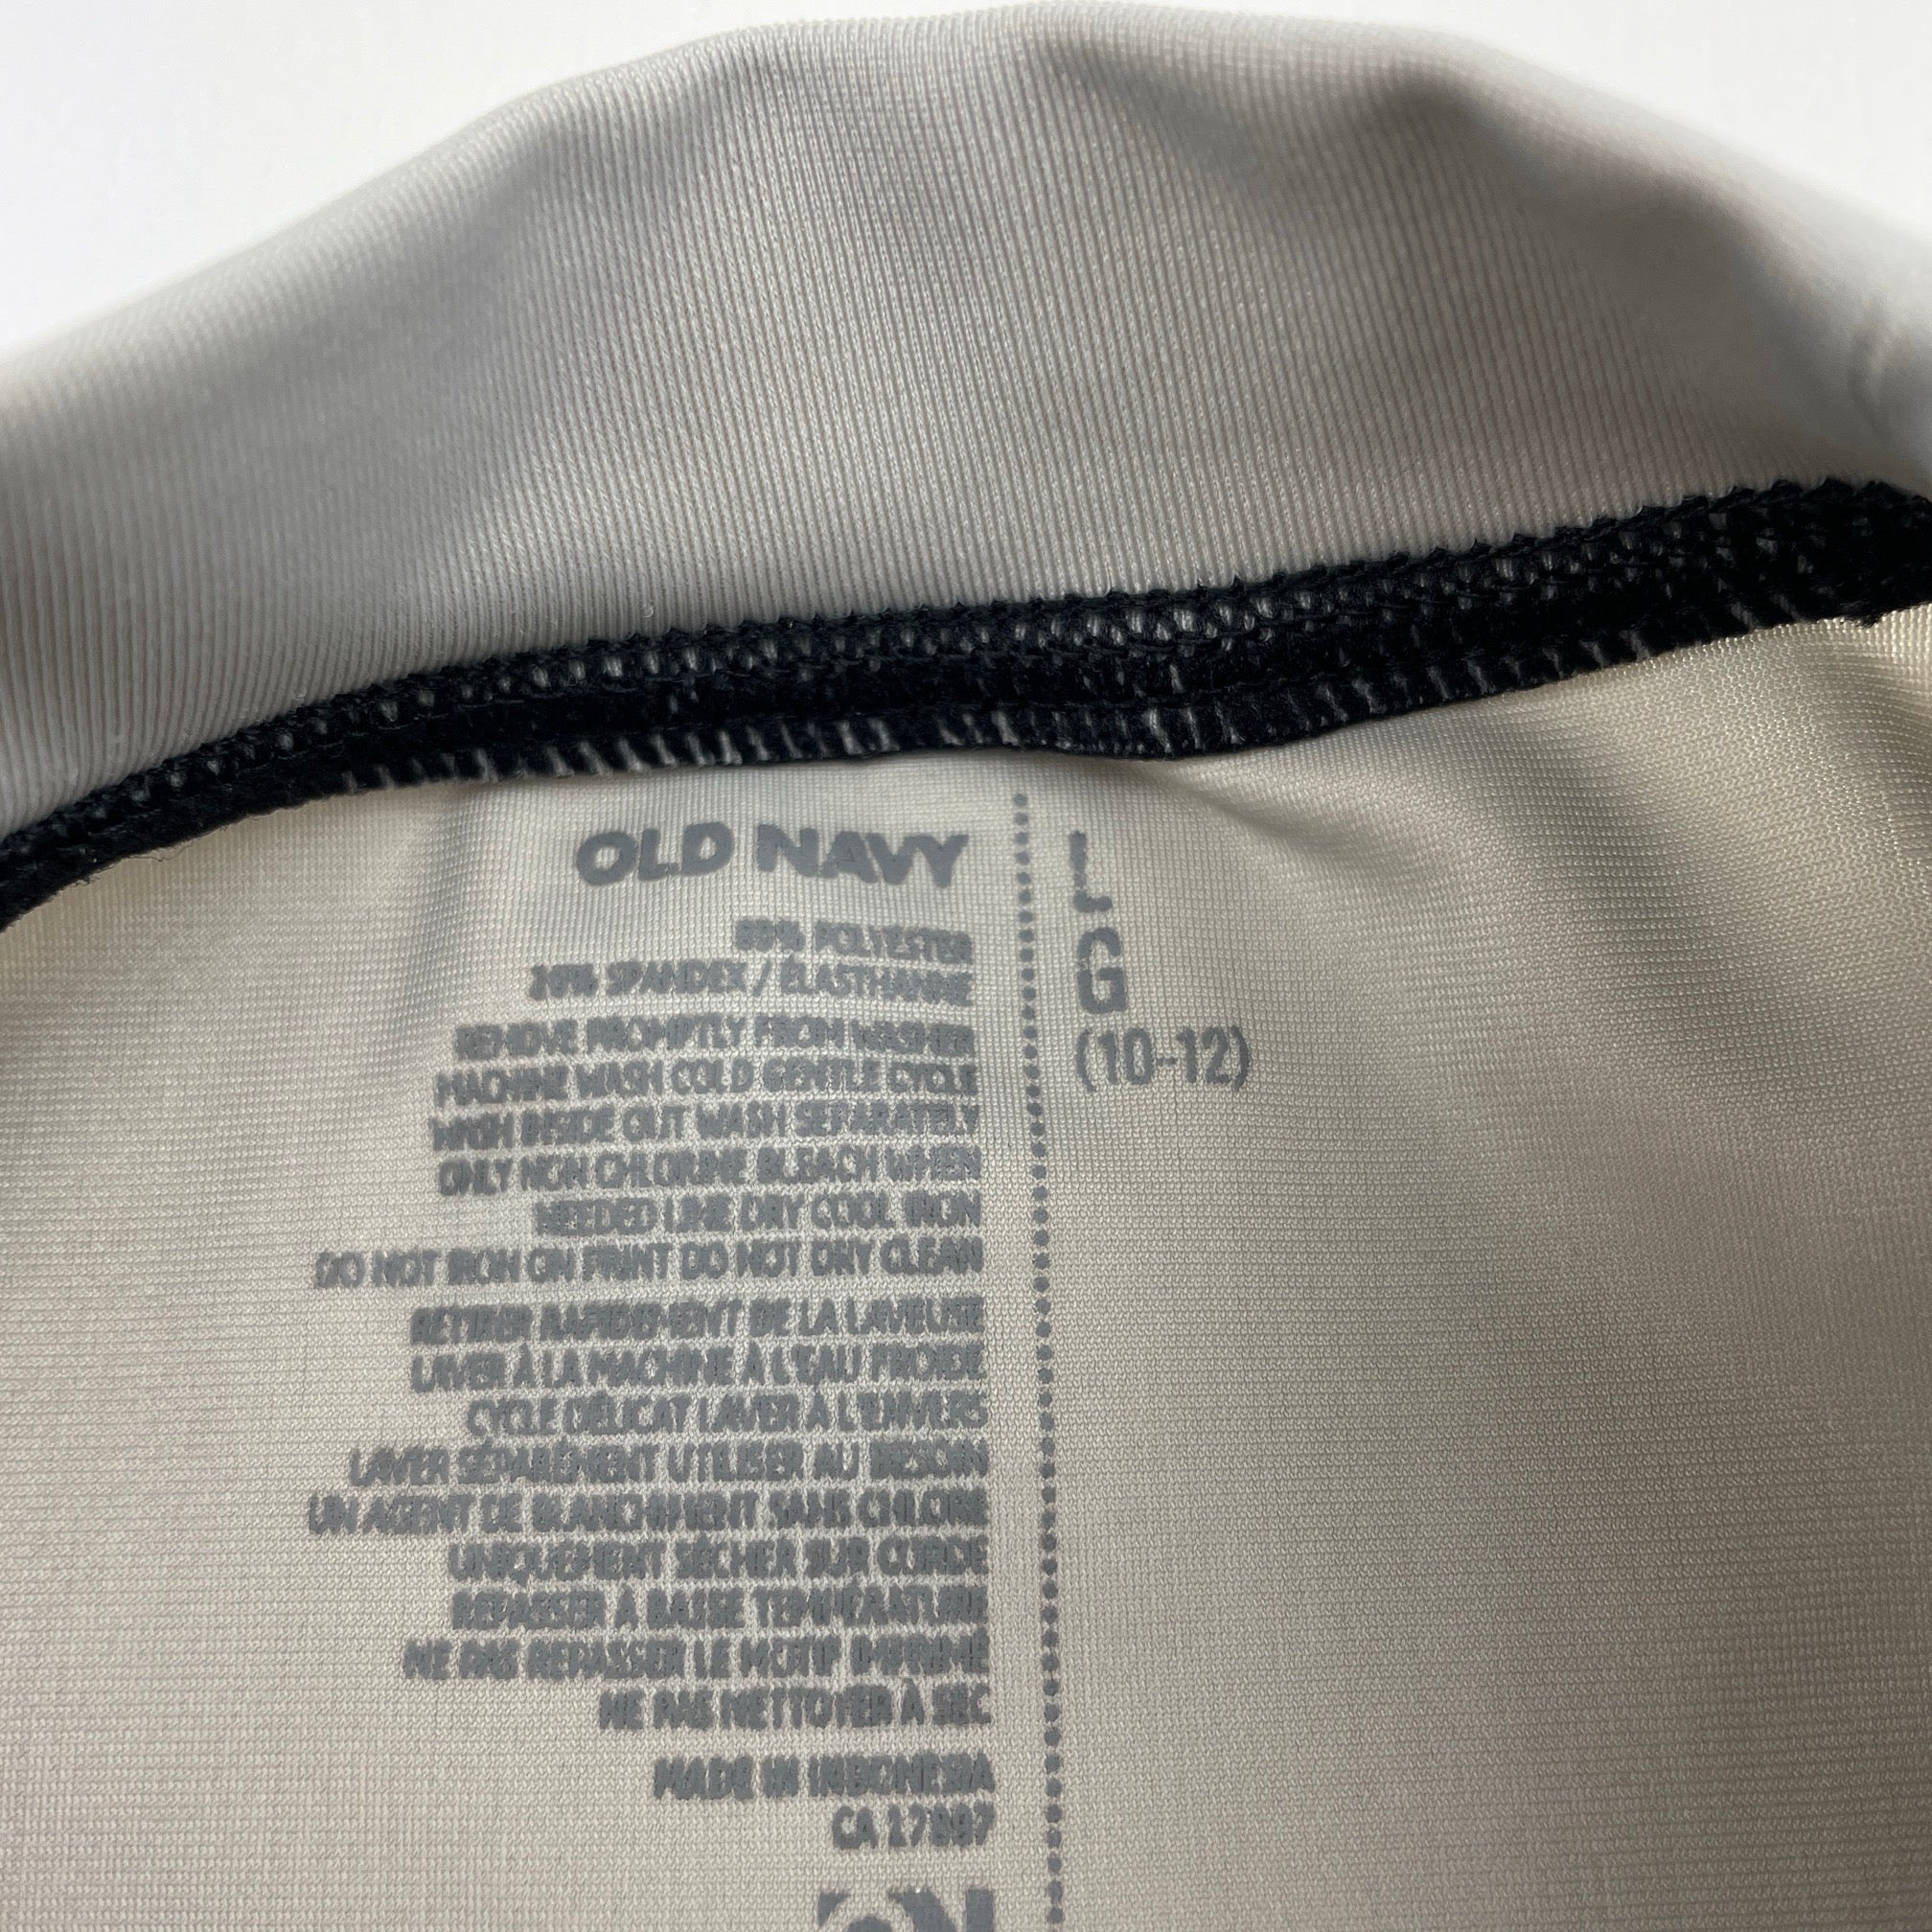 OLD NAVY
80% POLYESTER
20% SPANDEX / ÉLASTHANNE
REMOVE PROMPTLY FROM WASHER
MACHINE WASH COLD GENTLE CYCLE
WASH INSIDE OUT WASH SEPARATELY
ONLY NON CHLORINE BLEACH WHEN
NEEDED LINE DRY COOL IRON
DO NOT IRON ON PRINT DO NOT DRY CLEAN
RETIRER RAPIDEMENT DE LA LAVEUSE
LAVER À LA MACHINE À L'EAU FROIDE
CYCLE DÉLICAT LAVER À L'ENVERS
LAVER SÉPARÉMENT UTILISER AU BESOIN
UN AGENT DE BLANCHIMENT SANS CHLORE
UNIQUEMENT SÉCHER SUR CORDE
REPASSER À BASSE TEMPÉRATURE
NE PAS REPASSER LE MOTIF IMPRIMÉ
NE PAS NETTOYER À SEC
MADE IN INDONESIA
CA 17897
L
G
(10-12)